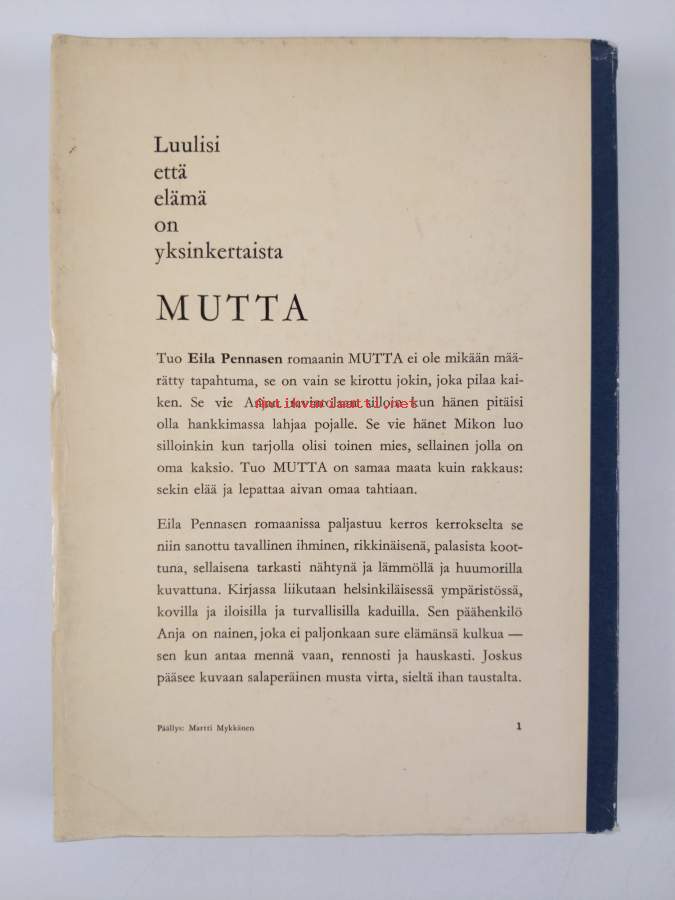 Luulisi
että
elämä
on
yksinkertaista
MUTTA
Tuo Eila Pennasen romaanin MUTTA ei ole mikään mää-
rätty tapahtuma, se on vain se kirottu jokin, joka pilaa kai-
ken. Se vie Anjan ravintolaan silloin kun hänen pitäisi
Antikvariaatti.net
olla hankkimassa lahjaa pojalle. Se vie hänet Mikon luo
silloinkin kun tarjolla olisi toinen mies, sellainen jolla on
oma kaksio. Tuo MUTTA on samaa maata kuin rakkaus:
sekin elää ja lepattaa aivan omaa tahtiaan.
Eila Pennasen romaanissa paljastuu kerros kerrokselta se
niin sanottu tavallinen ihminen, rikkinäisenä, palasista koot-
tuna, sellaisena tarkasti nähtynä ja lämmöllä ja huumorilla
kuvattuna. Kirjassa liikutaan helsinkiläisessä ympäristössä,
kovilla ja iloisilla ja turvallisilla kaduilla. Sen päähenkilö
Anja on nainen, joka ei paljonkaan sure elämänsä kulkua —
sen kun antaa mennä vaan, rennosti ja hauskasti. Joskus
pääsee kuvaan salaperäinen musta virta, sieltä ihan taustalta.
Päällys: Martti Mykkänen 1